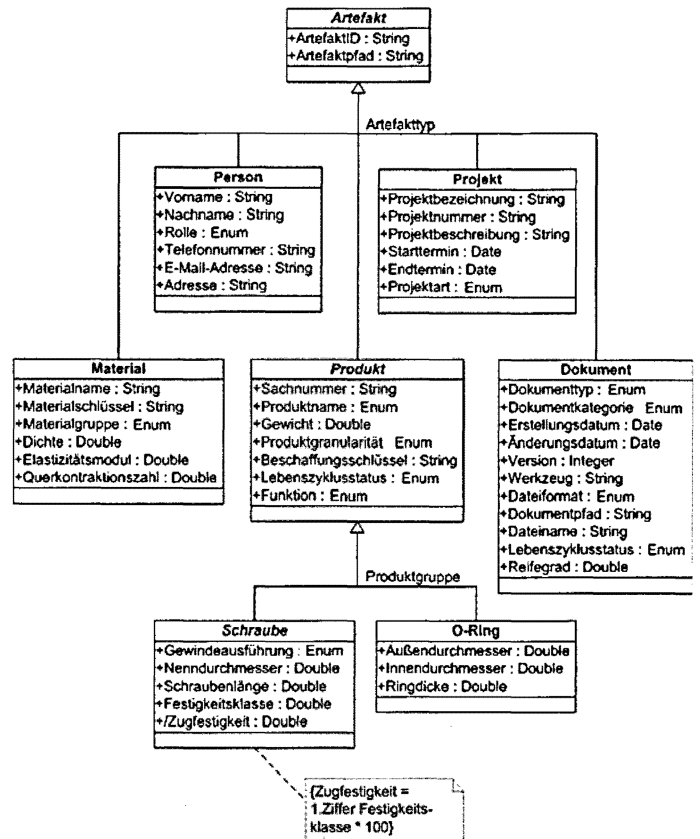 Artefakt
+ArtefaktID : String
+Artefaktpfad : String
Artefakttyp
Person
+Vorname : String
+Nachname : String
+Rolle : Enum
+Telefonnummer : String
+E-Mail-Adresse : String
+Adresse : String
Projekt
+Projektbezeichnung : String
+Projektnummer : String
+Projektbeschreibung : String
+Starttermin : Date
+Endtermin : Date
+Projektart : Enum
Material
+Materialname : String
+Materialschlüssel : String
+Materialgruppe : Enum
+Dichte : Double
+Elastizitätsmodul : Double
+Querkontraktionszahl : Double
Produkt
+Sachnummer : String
+Produktname : Enum
+Gewicht : Double
+Produktgranularität Enum
+Beschaffungsschlüssel : String
+Lebenszyklusstatus : Enum
+Funktion : Enum
Dokument
+Dokumenttyp : Enum
+Dokumentkategorie Enum
+Erstellungsdatum : Date
+Änderungsdatum : Date
+Version : Integer
+Werkzeug : String
+Dateiformat : Enum
+Dokumentpfad : String
+Dateiname : String
+Lebenszyklusstatus : Enum
+Reifegrad : Double
Produktgruppe
Schraube
+Gewindeausführung : Enum
+Nenndurchmesser : Double
+Schraubenlänge : Double
+Festigkeitsklasse : Double
+/Zugfestigkeit : Double
O-Ring
+Außendurchmesser : Double
+Innendurchmesser : Double
+Ringdicke : Double
{Zugfestigkeit =
1.Ziffer Festigkeits-
klasse * 100}